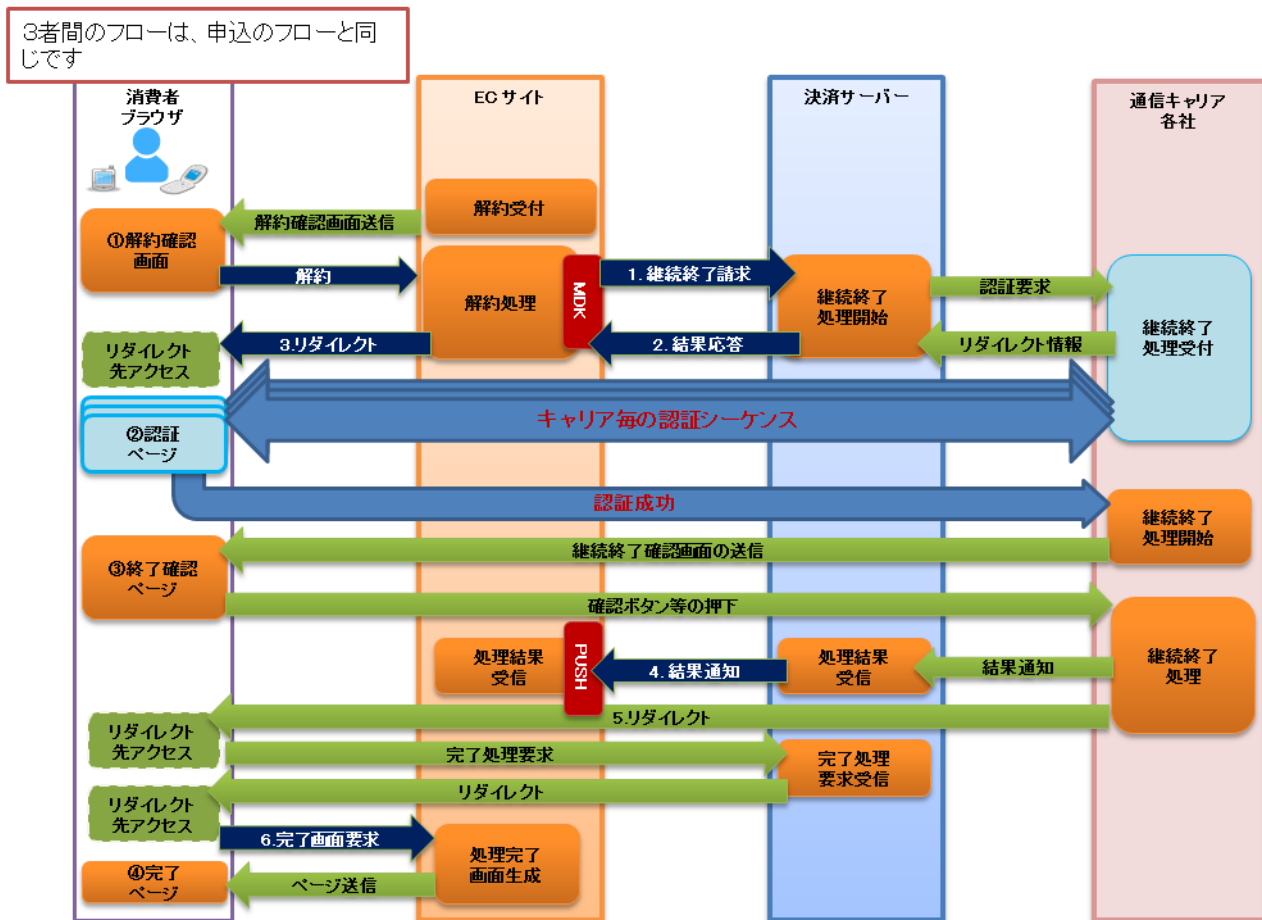 3者間のフローは、申込のフローと同
じです
消費者
ブラウザ
ECサイト
決済サーバー
通信キャリア
各社
解約受付
解約確認画面送信
①解約確認
画面
解約
解約処理
MDK
1.継続終了請求
継続終了
処理開始
認証要求
継続終了
処理受付
リダイレクト
先アクセス
3.リダイレクト
2.結果応答
リダイレクト情報
キャリア毎の認証シーケンス
②認証
ページ
認証成功
継続終了
処理開始
継続終了確認画面の送信
③終了確認
ページ
確認ボタン等の押下
処理結果
受信
PUSH
4.結果通知
処理結果
受信
結果通知
継続終了
処理
5.リダイレクト
リダイレクト
先アクセス
完了処理要求
完了処理
要求受信
リダイレクト
リダイレクト
先アクセス
6.完了画面要求
処理完了
画面生成
④完了
ページ
ページ送信